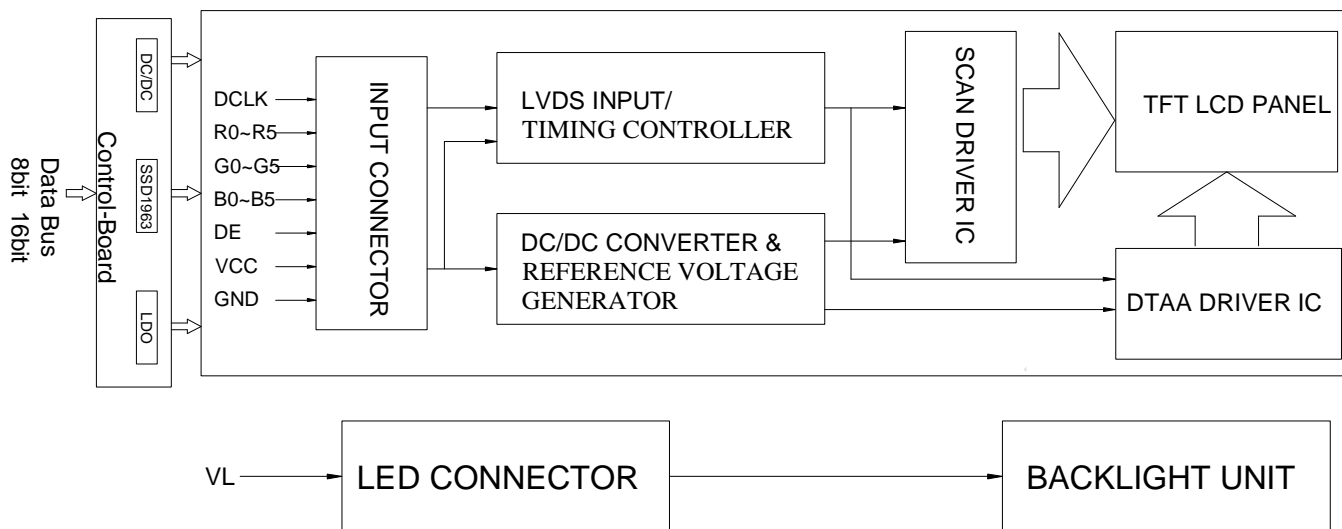 Data Bus
8bit 16bit
Control-Board
DC/DC
SSD1963
LDO
DCLK
R0~R5
G0~G5
B0~B5
DE
VCC
GND
INPUT CONNECTOR
LVDS INPUT/
TIMING CONTROLLER
DC/DC CONVERTER &
REFERENCE VOLTAGE
GENERATOR
SCAN DRIVER IC
TFT LCD PANEL
DTAA DRIVER IC
VL
LED CONNECTOR
BACKLIGHT UNIT